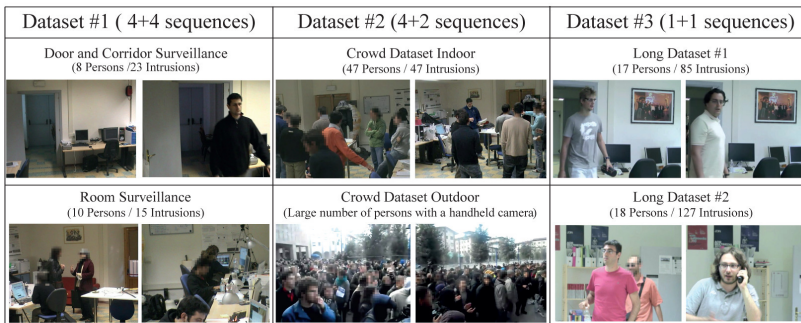 Dataset #1 ( 4+4 sequences)
Dataset #2 (4+2 sequences)
Dataset #3 (1+1 sequences)
Door and Corridor Surveillance
(8 Persons /23 Intrusions)
Crowd Dataset Indoor
(47 Persons / 47 Intrusions)
Long Dataset #1
(17 Persons / 85 Intrusions)
Room Surveillance
(10 Persons / 15 Intrusions)
Crowd Dataset Outdoor
(Large number of persons with a handheld camera)
Long Dataset #2
(18 Persons / 127 Intrusions)